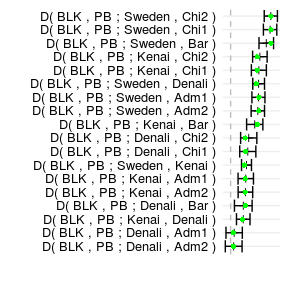 D( BLK , PB ; Sweden , Chi2 )
D( BLK , PB ; Sweden , Chi1 )
D( BLK , PB ; Sweden , Bar )
D( BLK , PB ; Kenai , Chi2 )
D( BLK , PB ; Kenai , Chi1 )
D( BLK , PB ; Sweden , Denali )
D( BLK , PB ; Sweden , Adm1 )
D( BLK , PB ; Sweden , Adm2 )
D( BLK , PB ; Kenai , Bar )
D( BLK , PB ; Denali , Chi2 )
D( BLK , PB ; Denali , Chi1 )
D( BLK , PB ; Sweden , Kenai )
D( BLK , PB ; Kenai , Adm1 )
D( BLK , PB ; Kenai , Adm2 )
D( BLK , PB ; Denali , Bar )
D( BLK , PB ; Kenai , Denali )
D( BLK , PB ; Denali , Adm1 )
D( BLK , PB ; Denali , Adm2 )